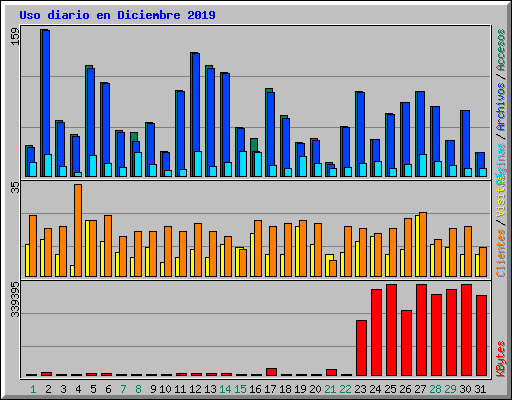 Uso diario en Diciembre 2019
159
35
339395
Accesos / Archivos / Páginas
Visitas / Clientes
KBytes
1 2 3 4 5 6 7 8 9 10 11 12 13 14 15 16 17 18 19 20 21 22 23 24 25 26 27 28 29 30 31